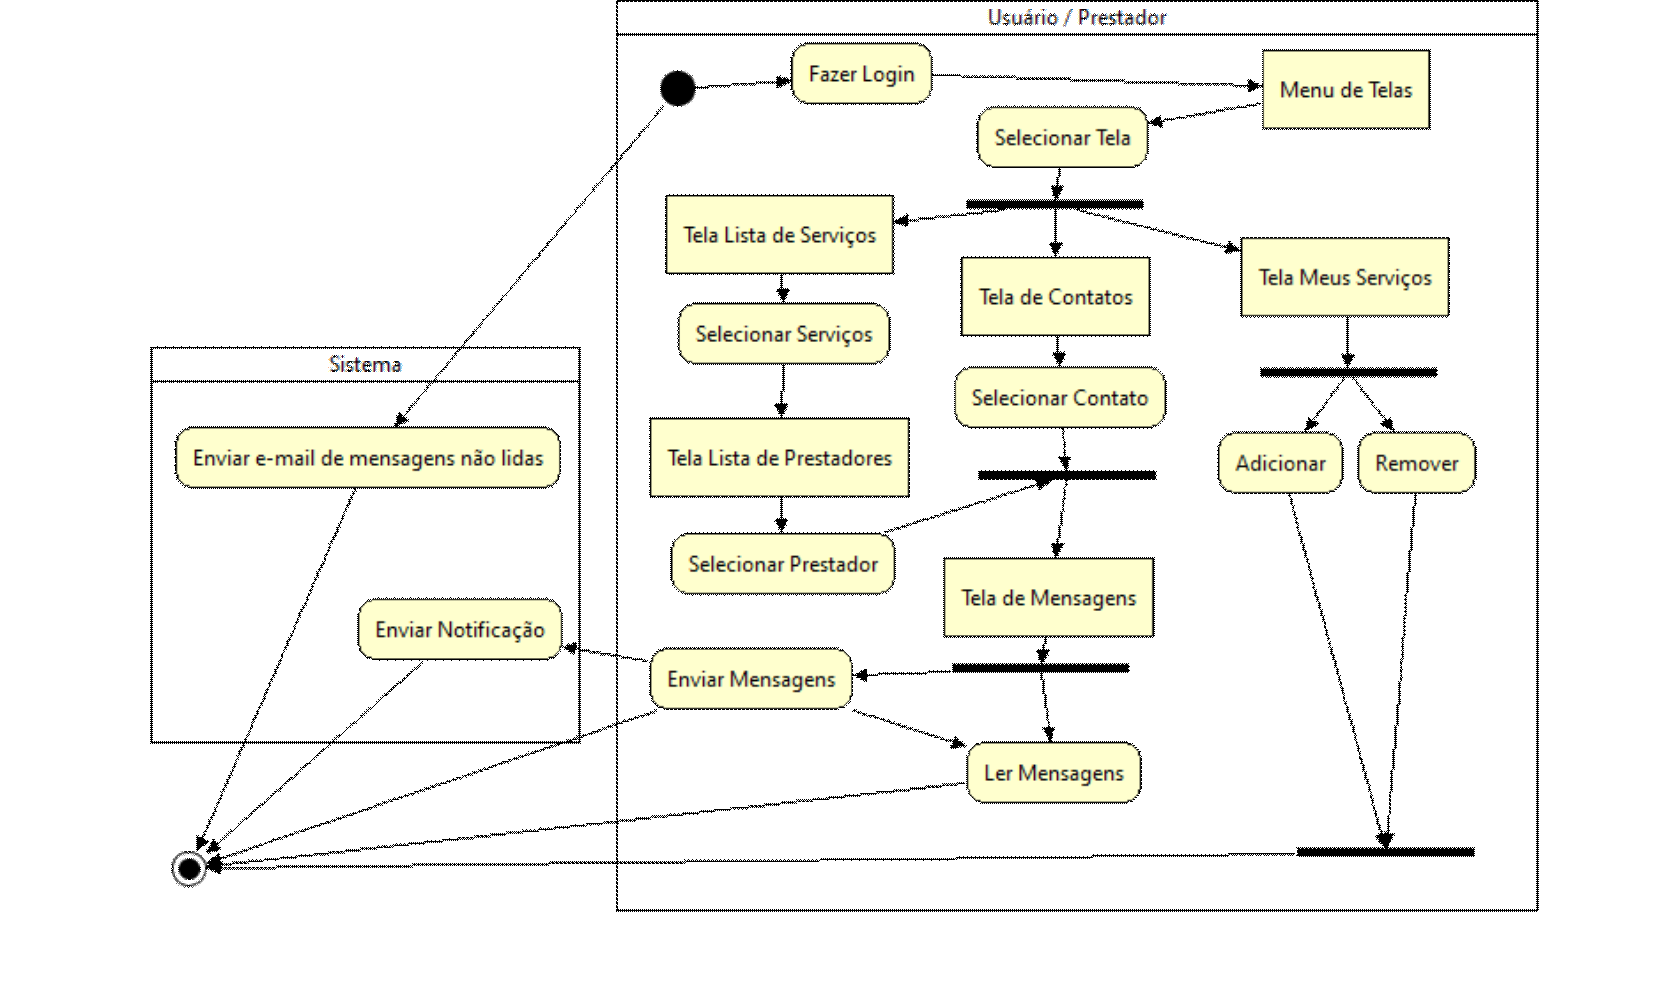 Usuário / Prestador
Fazer Login
Menu de Telas
Selecionar Tela
Tela Lista de Serviços
Tela de Contatos
Tela Meus Serviços
Selecionar Serviços
Sistema
Selecionar Contato
Enviar e-mail de mensagens não lidas
Tela Lista de Prestadores
Adicionar
Remover
Selecionar Prestador
Tela de Mensagens
Enviar Notificação
Enviar Mensagens
Ler Mensagens